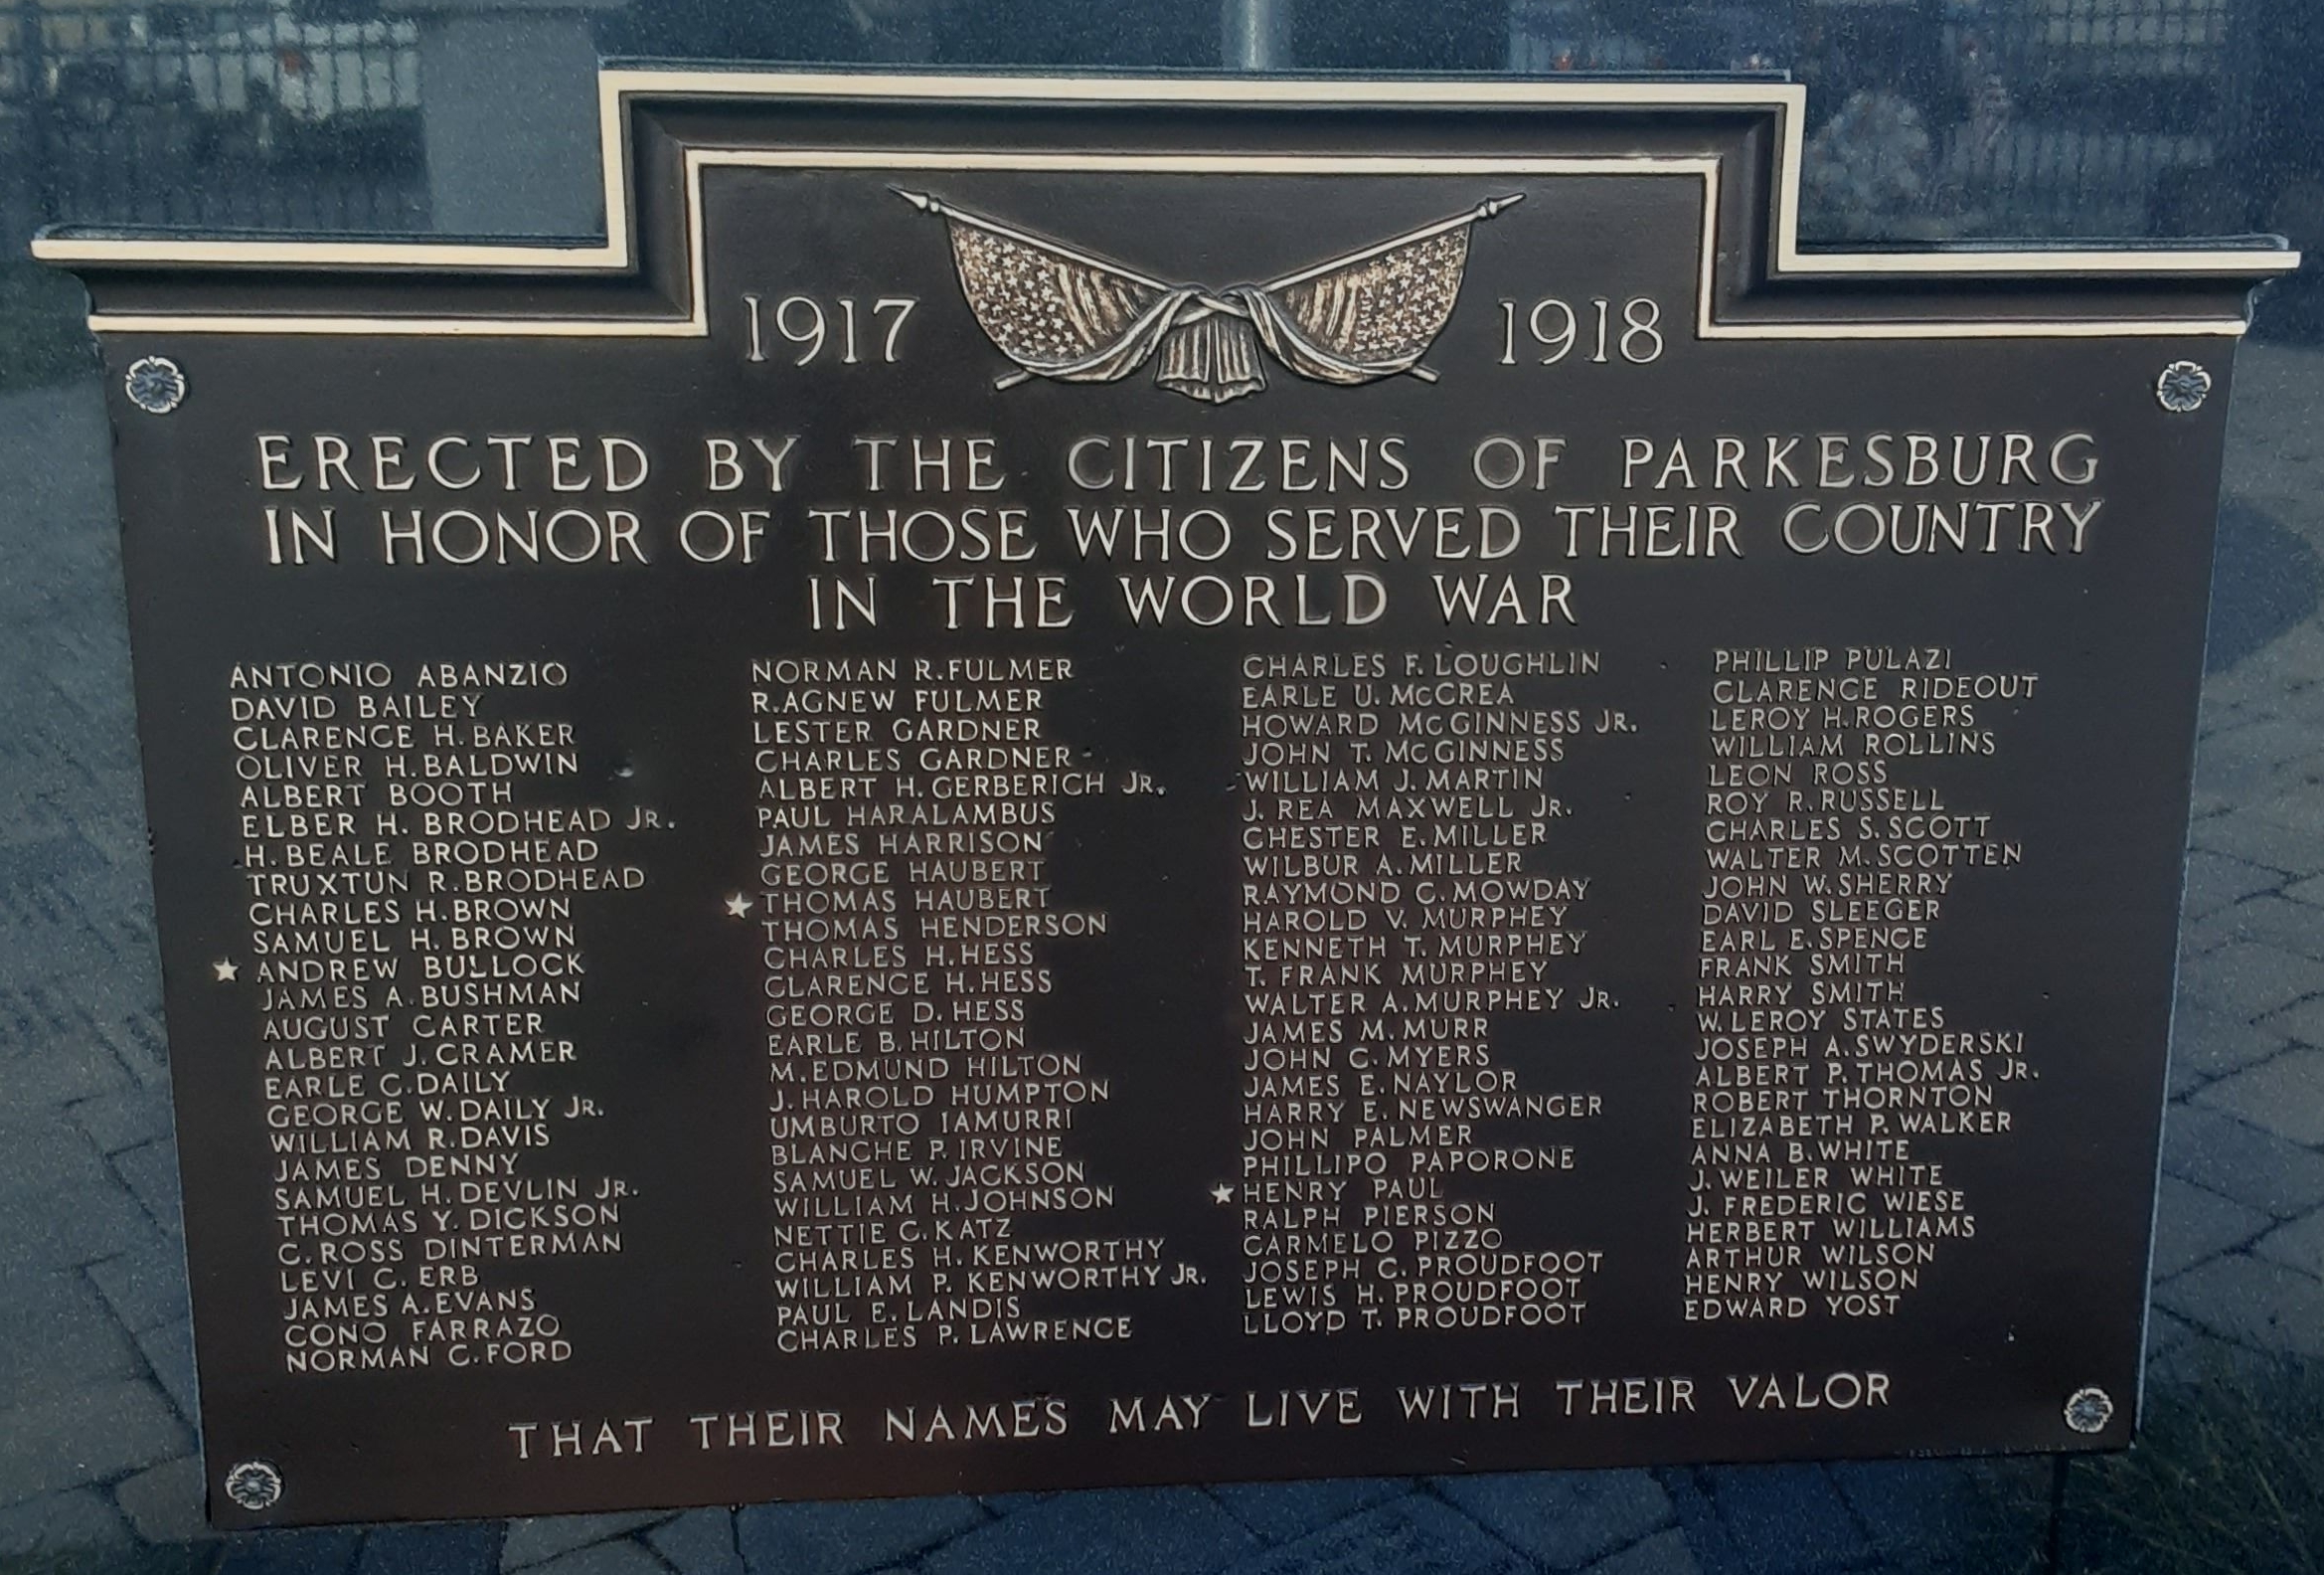 1917 1918
ERECTED BY THE CITIZENS OF PARKESBURG
IN HONOR OF THOSE WHO SERVED THEIR COUNTRY
IN THE WORLD WAR
ANTONIO ABANZIO
DAVID BAILEY
CLARENCE H. BAKER
OLIVER H. BALDWIN
ALBERT BOOTH
ELBER H. BRODHEAD JR.
H. BEALE BRODHEAD
TRUXTUN R. BRODHEAD
CHARLES H. BROWN
SAMUEL H. BROWN
★ ANDREW BULLOCK
JAMES A. BUSHMAN
AUGUST CARTER
ALBERT J. CRAMER
EARLE C. DAILY
GEORGE W. DAILY JR.
WILLIAM R. DAVIS
JAMES DENNY
SAMUEL H. DEVLIN JR.
THOMAS Y. DICKSON
C. ROSS DINTERMAN
LEVI C. ERB
JAMES A. EVANS
CONO FARRAZO
NORMAN C. FORD
NORMAN R. FULMER
R. AGNEW FULMER
LESTER GARDNER
CHARLES GARDNER
ALBERT H. GERBERICH JR.
PAUL HARALAMBUS
JAMES HARRISON
GEORGE HAUBERT
★ THOMAS HAUBERT
THOMAS HENDERSON
CHARLES H. HESS
CLARENCE H. HESS
GEORGE D. HESS
EARLE B. HILTON
M. EDMUND HILTON
J. HAROLD HUMPTON
UMBURTO IAMURRI
BLANCHE P. IRVINE
SAMUEL W. JACKSON
WILLIAM H. JOHNSON
NETTIE C. KATZ
CHARLES H. KENWORTHY
WILLIAM P. KENWORTHY JR.
PAUL E. LANDIS
CHARLES P. LAWRENCE
CHARLES F. LOUGHLIN
EARLE U. McCREA
HOWARD McGINNESS JR.
JOHN T. McGINNESS
WILLIAM J. MARTIN
J. REA MAXWELL JR.
CHESTER E. MILLER
WILBUR A. MILLER
RAYMOND C. MOWDAY
HAROLD V. MURPHEY
KENNETH T. MURPHEY
T. FRANK MURPHEY
WALTER A. MURPHEY JR.
JAMES M. MURR
JOHN C. MYERS
JAMES E. NAYLOR
HARRY E. NEWSWANGER
JOHN PALMER
PHILLIPO PAPORONE
★ HENRY PAUL
RALPH PIERSON
CARMELO PIZZO
JOSEPH C. PROUDFOOT
LEWIS H. PROUDFOOT
LLOYD T. PROUDFOOT
PHILLIP PULAZI
CLARENCE RIDEOUT
LEROY H. ROGERS
WILLIAM ROLLINS
LEON ROSS
ROY R. RUSSELL
CHARLES S. SCOTT
WALTER M. SCOTTEN
JOHN W. SHERRY
DAVID SLEEGER
EARL E. SPENCE
FRANK SMITH
HARRY SMITH
W. LEROY STATES
JOSEPH A. SWYDERSKI
ALBERT P. THOMAS JR.
ROBERT THORNTON
ELIZABETH P. WALKER
ANNA B. WHITE
J. WEILER WHITE
J. FREDERIC WIESE
HERBERT WILLIAMS
ARTHUR WILSON
HENRY WILSON
EDWARD YOST
THAT THEIR NAMES MAY LIVE WITH THEIR VALOR